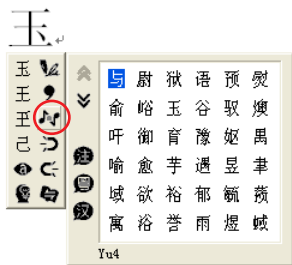 玉
玉
王
己
注
汉
与 尉 狱 语 预 熨
俞 峪 玉 谷 驭 燠
吁 御 育 豫 妪 禺
喻 愈 芋 遇 昱 聿
域 欲 裕 郁 毓 蓣
寓 浴 誉 雨 煜 蜮
Yu4